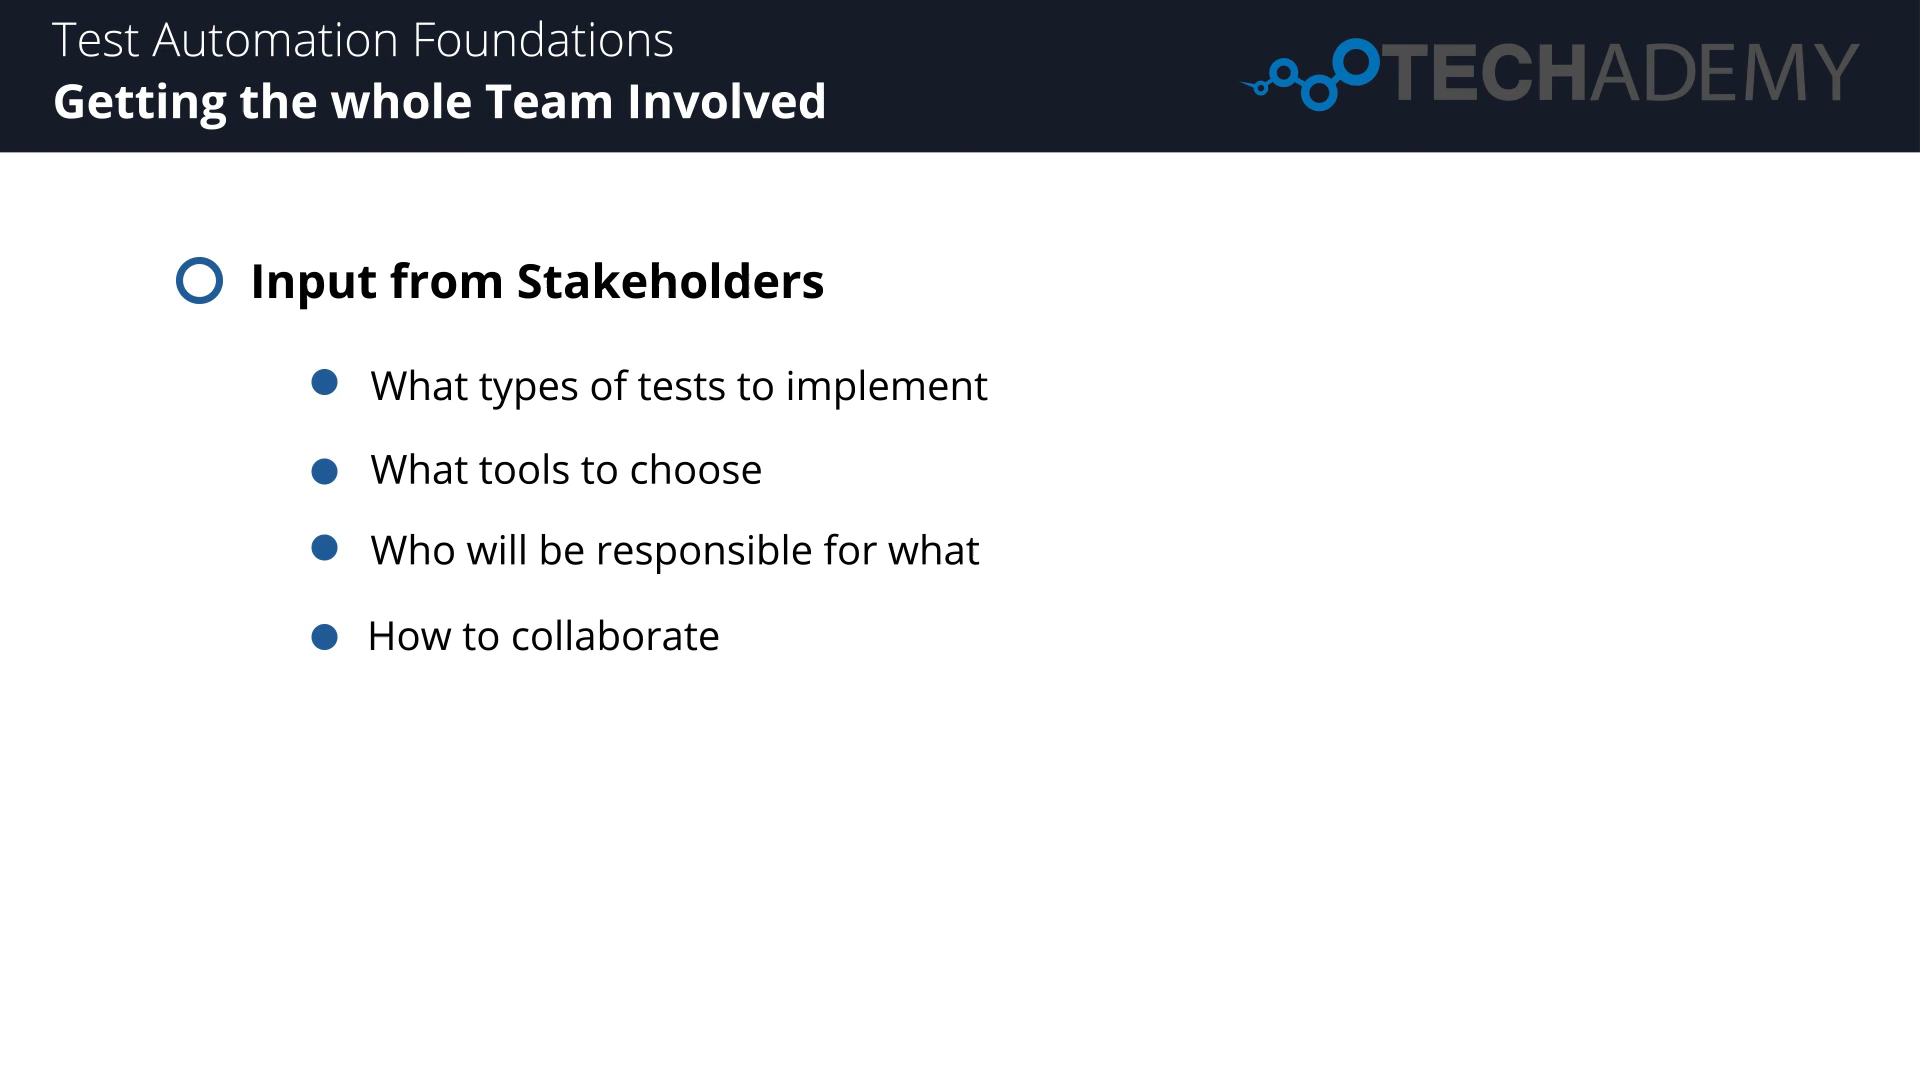 Test Automation Foundations
Getting the whole Team Involved
TECHADEMY
Input from Stakeholders
What types of tests to implement
What tools to choose
Who will be responsible for what
How to collaborate